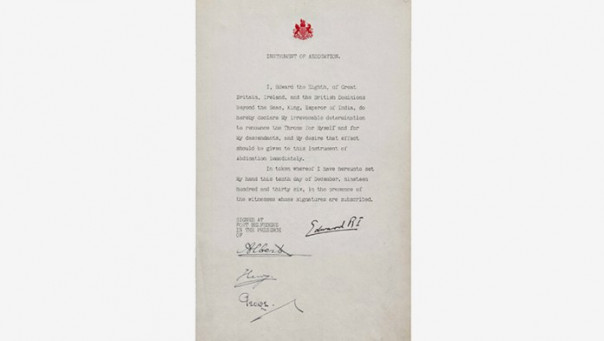 INSTRUMENT OF ABDICATION.
I, Edward the Eighth, of Great
Britain, Ireland, and the British Dominions
beyond the Seas, King, Emperor of India, do
hereby declare My irrevocable determination
to renounce the Throne for Myself and for
My descendants, and My desire that effect
should be given to this Instrument of
Abdication immediately.
In token whereof I have hereunto set
My hand this tenth day of December, nineteen
hundred and thirty six, in the presence of
the witnesses whose signatures are subscribed.
SIGNED AT
FORT BELVEDERE
IN THE PRESENCE
OF
Edward RI
Albert
Henry.
George.